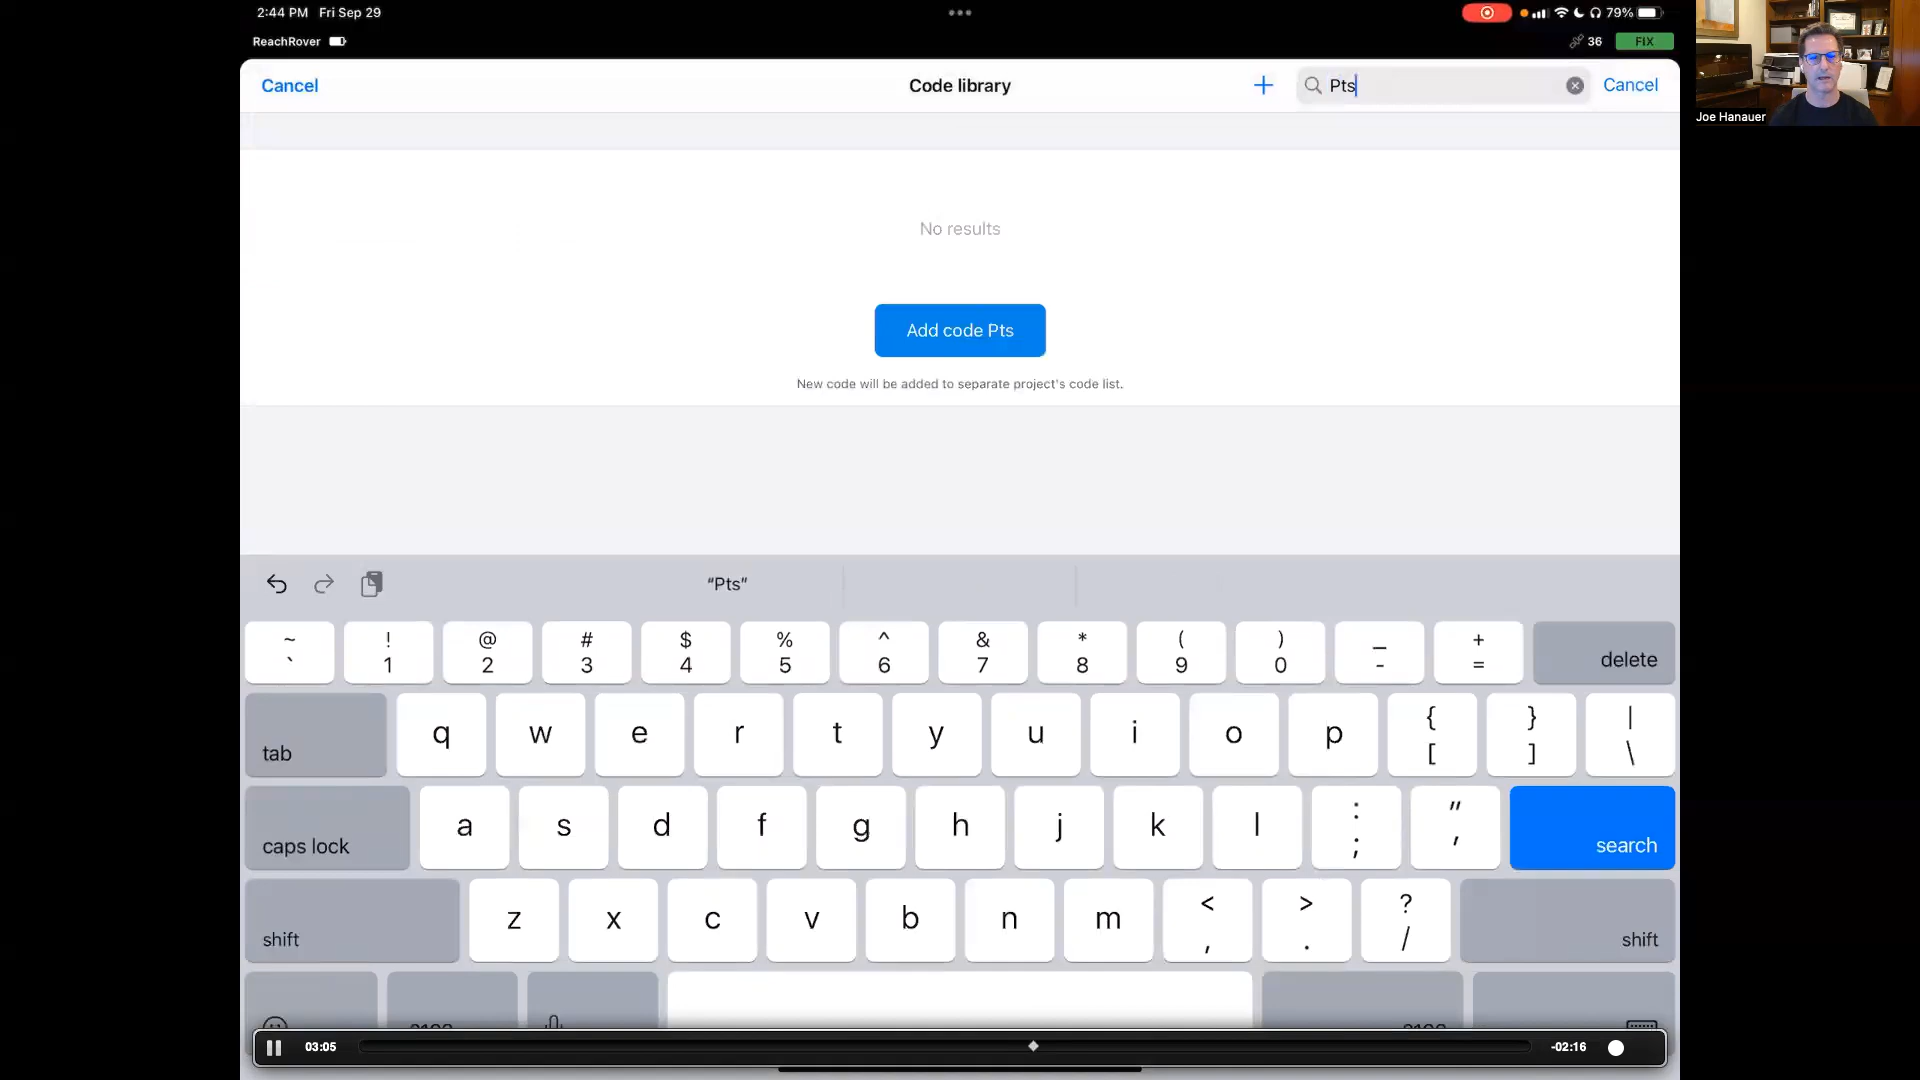 2:44 PM Fri Sep 29
79%
ReachRover
36 FIX
Cancel
Code library
+
Pts
Cancel
Joe Hanauer
No results
Add code Pts
New code will be added to separate project's code list.
“Pts”
~ ! @ # $ % ^ & * ( ) _ +
` 1 2 3 4 5 6 7 8 9 0 - = delete
tab q w e r t y u i o p { [ } ] | \
caps lock a s d f g h j k l : ; " ' search
shift z x c v b n m < , > . ? / shift
03:05
-02:16